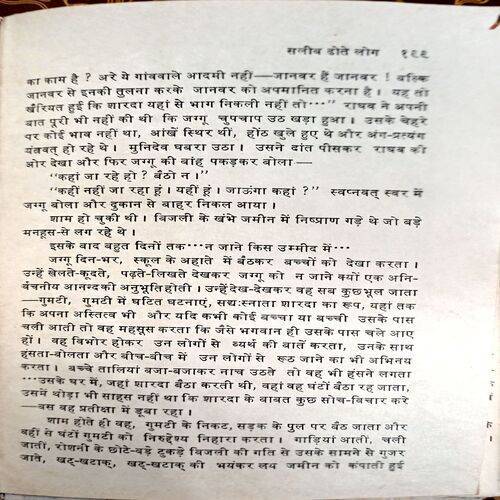 सलीब ढोते लोग १९९
का काम है ? अरे ये गांववाले आदमी नहीं—जानवर हैं जानवर ! बल्कि
जानवर से इनकी तुलना करके जानवर को अपमानित करना है। यह तो
खैरियत हुई कि शारदा यहां से भाग निकली नहीं तो···” राघव ने अपनी
बात पूरी भी नहीं की थी कि जग्गू चुपचाप उठ खड़ा हुआ। उसके चेहरे
पर कोई भाव नहीं था, आंखें स्थिर थीं, होंठ खुले हुए थे और अंग-प्रत्यंग
यंत्रवत् हो रहे थे। मुनिदेव घबरा उठा। उसने दांत पीसकर राघव की
ओर देखा और फिर जग्गू की बांह पकड़कर बोला—
“कहां जा रहे हो ? बैठो न।”
“कहीं नहीं जा रहा हूं। यहीं हूं। जाऊंगा कहां ?” स्वप्नवत् स्वर में
जग्गू बोला और दुकान से बाहर निकल आया।
शाम हो चुकी थी। बिजली के खंभे जमीन में निष्प्राण गड़े थे जो बड़े
मनहूस-से लग रहे थे।
इसके बाद बहुत दिनों तक···न जाने किस उम्मीद में···
जग्गू दिन-भर, स्कूल के अहाते में बैठकर बच्चों को देखा करता।
उन्हें खेलते-कूदते, पढ़ते-लिखते देखकर जग्गू को न जाने क्यों एक अनि-
र्वचनीय आनन्द की अनुभूति होती। उन्हें देख-देखकर वह सब कुछ भूल जाता
—गुमटी, गुमटी में घटित घटनाएं, सद्यःस्नाता शारदा का रूप, यहां तक
कि अपना अस्तित्व भी और यदि कभी कोई बच्चा या बच्ची उसके पास
चली आती तो वह महसूस करता कि जैसे भगवान ही उसके पास चले आए
हों। वह विभोर होकर उन लोगों से व्यर्थ की बातें करता, उनके साथ
हंसता-बोलता और बीच-बीच में उन लोगों से रूठ जाने का भी अभिनय
करता। बच्चे तालियां बजा-बजाकर नाच उठते तो वह भी हंसने लगता
···उसके घर में, जहां शारदा बैठा करती थी, वहां वह घंटों बैठा रह जाता,
उसमें थोड़ा भी साहस नहीं था कि शारदा के बाबत कुछ सोच-विचार करे
—बस वह प्रतीक्षा में डूबा रहा।
शाम होते ही वह, गुमटी के निकट, सड़क के पुल पर बैठ जाता और
वहीं से घंटों गुमटी को निरुद्देश्य निहारा करता। गाड़ियां आतीं, चली
जातीं, रोशनी के छोटे-बड़े टुकड़े बिजली की गति से उसके सामने से गुजर
जाते, खट्-खटाक्, खट्-खटाक् की भयंकर लय जमीन को कंपाती हुई